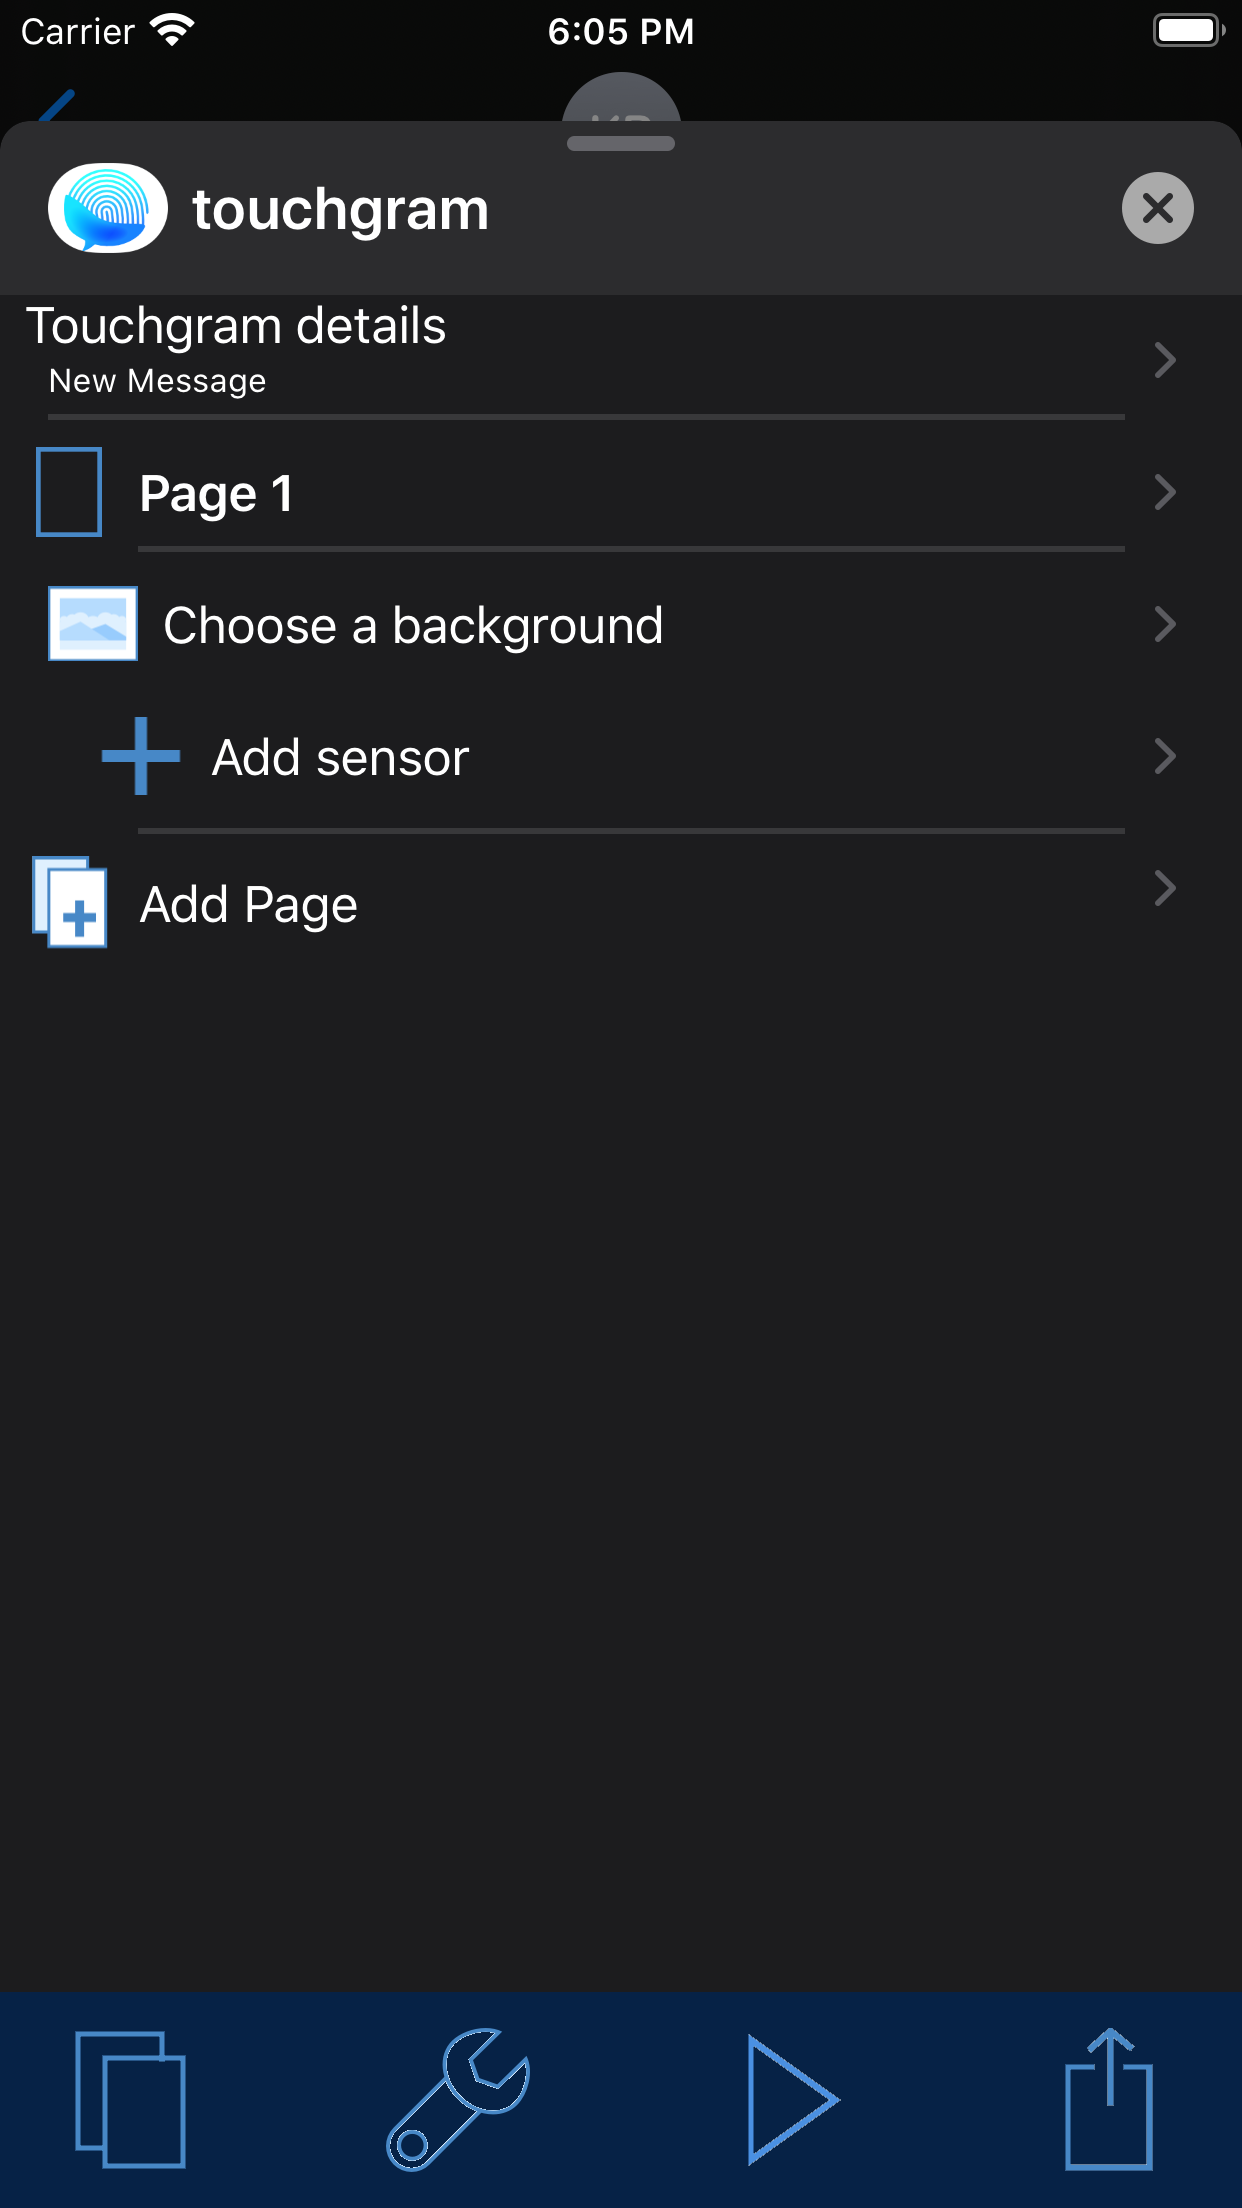 Carrier 6:05 PM
touchgram
Touchgram details
New Message
Page 1
Choose a background
Add sensor
Add Page